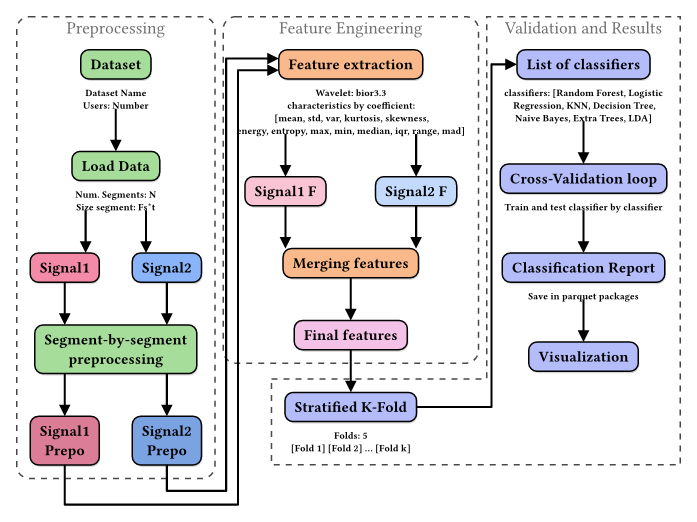 Preprocessing
Dataset
Dataset Name
Users: Number
Load Data
Num. Segments: N
Size segment: Fs*t
Signal1
Signal2
Segment-by-segment
preprocessing
Signal1
Prepo
Signal2
Prepo
Feature Engineering
Feature extraction
Wavelet: bior3.3
characteristics by coefficient:
[mean, std, var, kurtosis, skewness,
energy, entropy, max, min, median, iqr, range, mad]
Signal1 F
Signal2 F
Merging features
Final features
Stratified K-Fold
Folds: 5
[Fold 1] [Fold 2] ... [Fold k]
Validation and Results
List of classifiers
classifiers: [Random Forest, Logistic
Regression, KNN, Decision Tree,
Naive Bayes, Extra Trees, LDA]
Cross-Validation loop
Train and test classifier by classifier
Classification Report
Save in parquet packages
Visualization